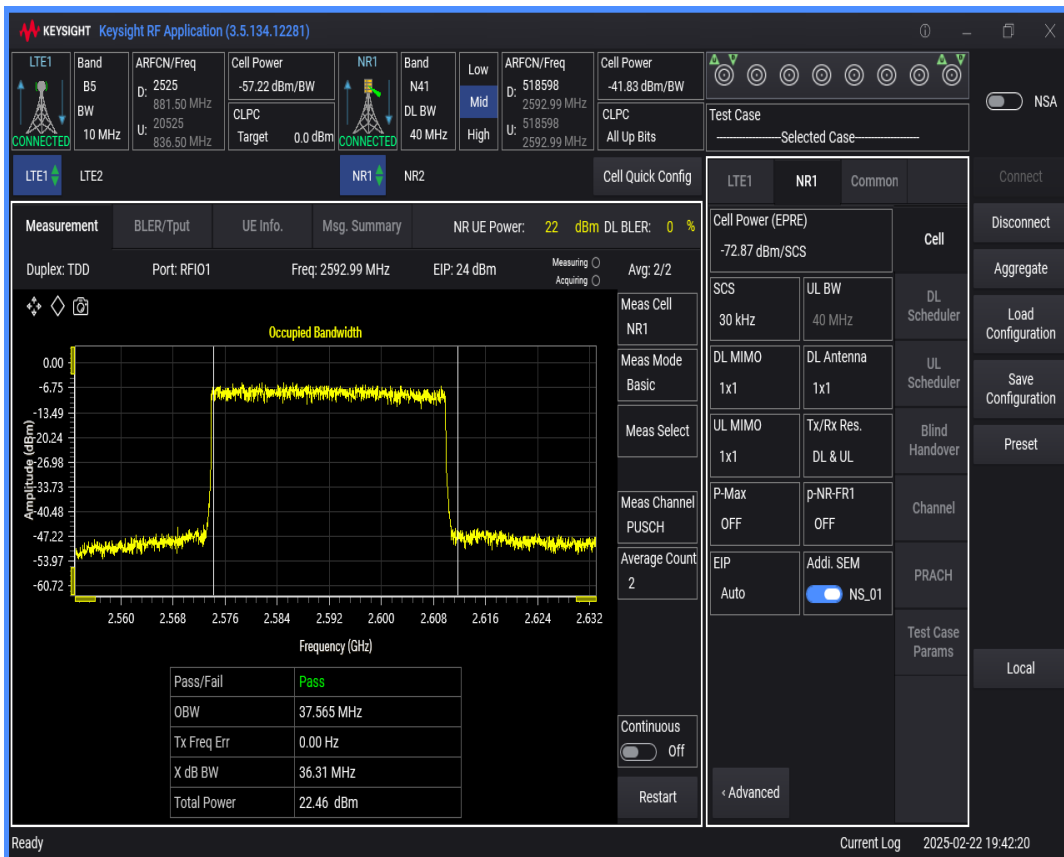 KEYSIGHT Keysight RF Application (3.5.134.12281)
LTE1
CONNECTED
Band
B5
BW
10 MHz
ARFCN/Freq
D: 2525
881.50 MHz
U: 20525
836.50 MHz
Cell Power
-57.22 dBm/BW
CLPC
Target 0.0 dBm
NR1
CONNECTED
Band
N41
DL BW
40 MHz
Low
Mid
High
ARFCN/Freq
D: 518598
2592.99 MHz
U: 518598
2592.99 MHz
Cell Power
-41.83 dBm/BW
CLPC
All Up Bits
Test Case
Selected Case
NSA
LTE1 LTE2 NR1 NR2 Cell Quick Config
Measurement BLER/Tput UE Info. Msg. Summary NR UE Power: 22 dBm DL BLER: 0 %
Duplex: TDD Port: RFIO1 Freq: 2592.99 MHz EIP: 24 dBm Measuring Acquiring Avg: 2/2
Occupied Bandwidth
Amplitude (dBm)
0.00
-6.75
-13.49
-20.24
-26.98
-33.73
-40.48
-47.22
-53.97
-60.72
2.560 2.568 2.576 2.584 2.592 2.600 2.608 2.616 2.624 2.632
Frequency (GHz)
Pass/Fail Pass
OBW 37.565 MHz
Tx Freq Err 0.00 Hz
X dB BW 36.31 MHz
Total Power 22.46 dBm
Meas Cell
NR1
Meas Mode
Basic
Meas Select
Meas Channel
PUSCH
Average Count
2
Continuous
Off
Restart
LTE1 NR1 Common
Cell Power (EPRE)
-72.87 dBm/SCS
SCS
30 kHz
UL BW
40 MHz
DL MIMO
1x1
DL Antenna
1x1
UL MIMO
1x1
Tx/Rx Res.
DL & UL
P-Max
OFF
p-NR-FR1
OFF
EIP
Auto
Addi. SEM
NS_01
‹ Advanced
Cell
DL
Scheduler
UL
Scheduler
Blind
Handover
Channel
PRACH
Test Case
Params
Connect
Disconnect
Aggregate
Load
Configuration
Save
Configuration
Preset
Local
Ready Current Log 2025-02-22 19:42:20